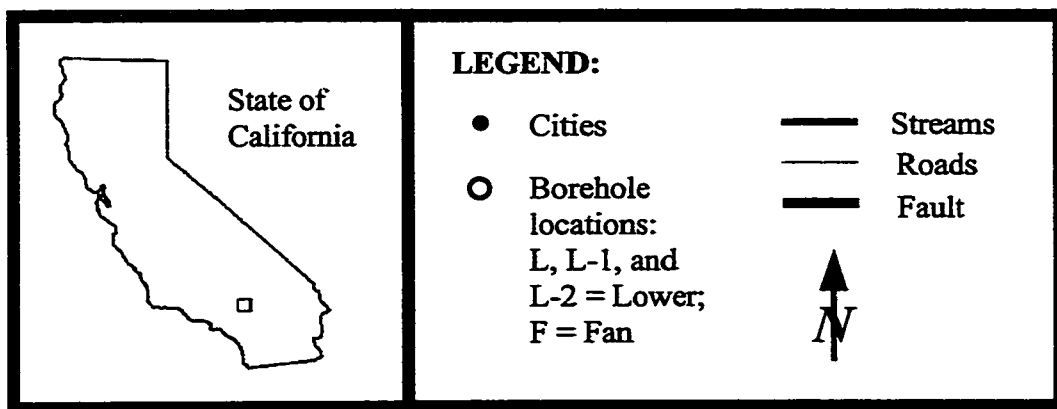 State of
California
LEGEND:
Cities
Borehole
locations:
L, L-1, and
L-2 = Lower;
F = Fan
Streams
Roads
Fault
N